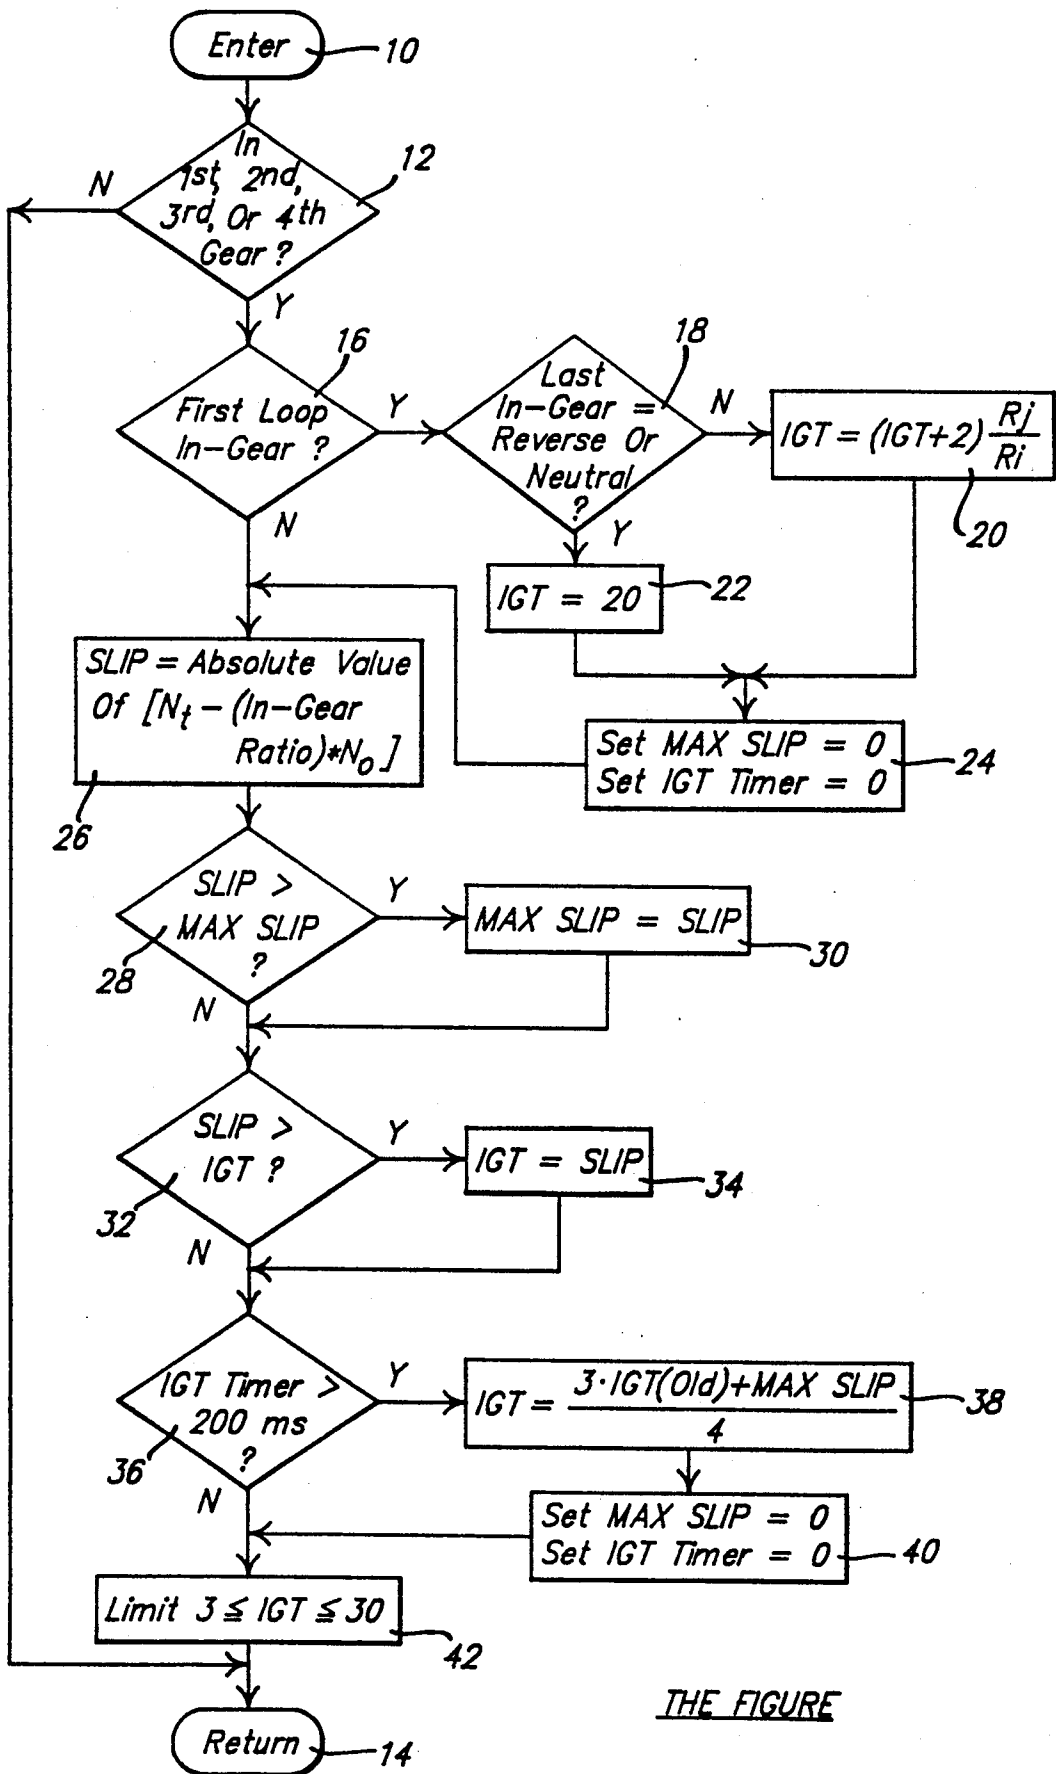 Enter
10
In
1st, 2nd,
3rd, Or 4th
Gear ?
12
N
Y
16
First Loop
In-Gear ?
Y
N
18
Last
In-Gear =
Reverse Or
Neutral
?
N
Y
IGT = (IGT+2) Rj
Ri
20
IGT = 20
22
SLIP = Absolute Value
Of [Nt - (In-Gear
Ratio)*No]
26
Set MAX SLIP = 0
Set IGT Timer = 0
24
SLIP >
MAX SLIP
?
28
Y
N
MAX SLIP = SLIP
30
SLIP >
IGT ?
32
Y
N
IGT = SLIP
34
IGT Timer >
200 ms
?
36
Y
N
IGT = 3·IGT(Old)+MAX SLIP
4
38
Set MAX SLIP = 0
Set IGT Timer = 0
40
Limit 3 ≤ IGT ≤ 30
42
THE FIGURE
Return
14